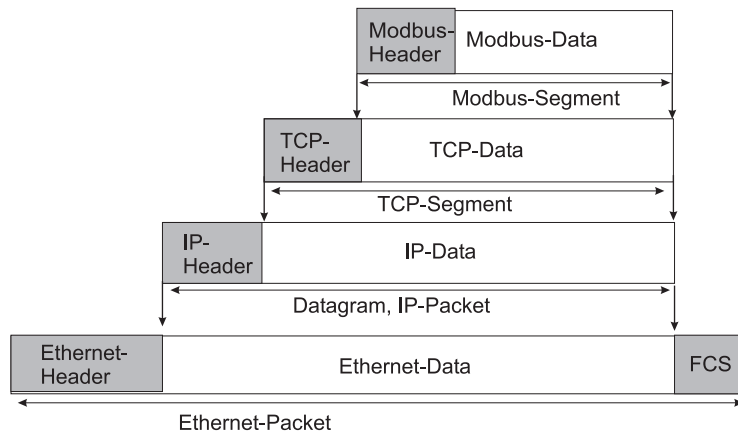 Modbus-
Header
Modbus-Data
Modbus-Segment
TCP-
Header
TCP-Data
TCP-Segment
IP-
Header
IP-Data
Datagram, IP-Packet
Ethernet-
Header
Ethernet-Data
FCS
Ethernet-Packet